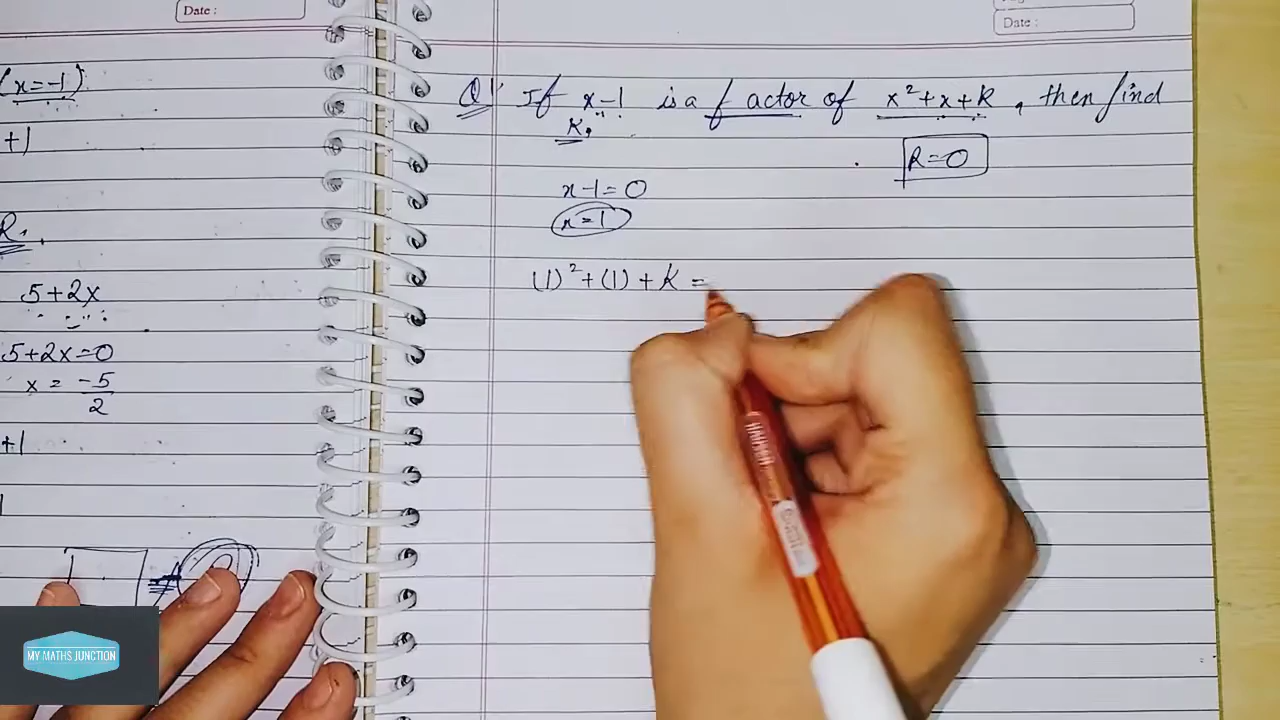 Date :
(x=-1)
+1
R.
5+2x
5+2x=0
x = -5/2
+1
Date :
Q1 If x-1 is a factor of x²+x+k, then find
k.
R=0
x-1=0
x=1
(1)²+(1)+k=
MY MATHS JUNCTION